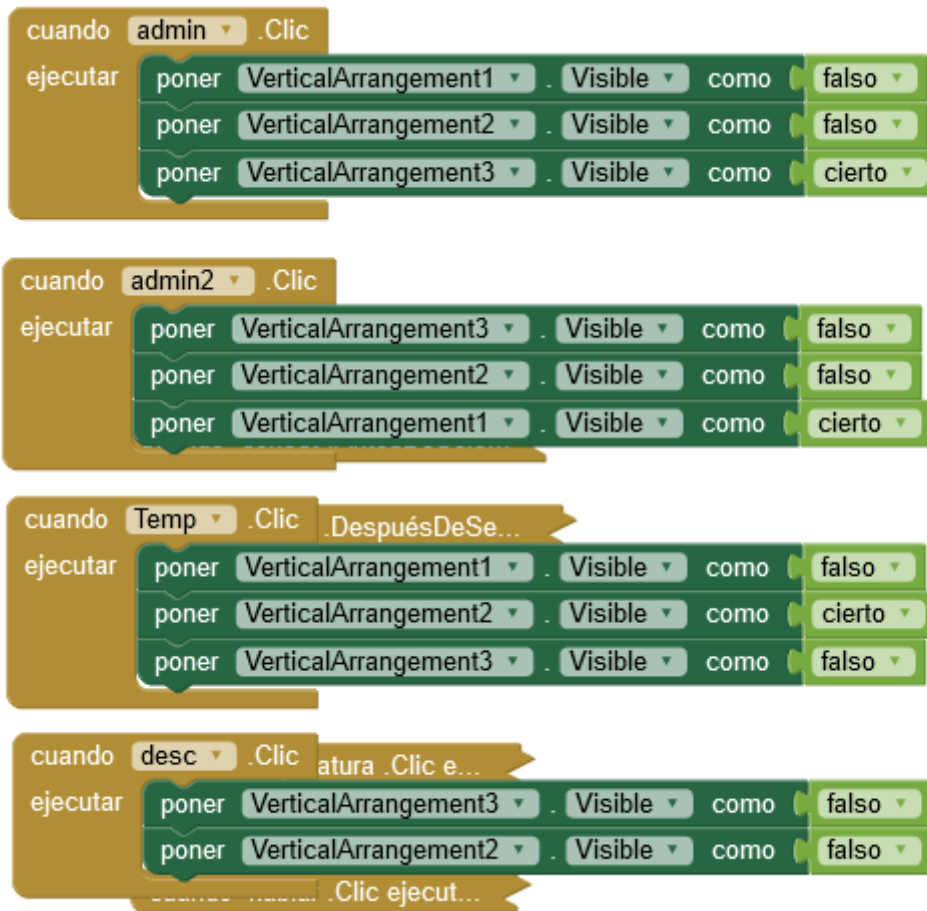 cuando admin .Clic
ejecutar poner VerticalArrangement1 . Visible como falso
poner VerticalArrangement2 . Visible como falso
poner VerticalArrangement3 . Visible como cierto
cuando admin2 .Clic
ejecutar poner VerticalArrangement3 . Visible como falso
poner VerticalArrangement2 . Visible como falso
poner VerticalArrangement1 . Visible como cierto
cuando Temp .Clic .DespuésDeSe...
ejecutar poner VerticalArrangement1 . Visible como falso
poner VerticalArrangement2 . Visible como cierto
poner VerticalArrangement3 . Visible como falso
cuando desc .Clic atura .Clic e...
ejecutar poner VerticalArrangement3 . Visible como falso
poner VerticalArrangement2 . Visible como falso
.Clic ejecut...